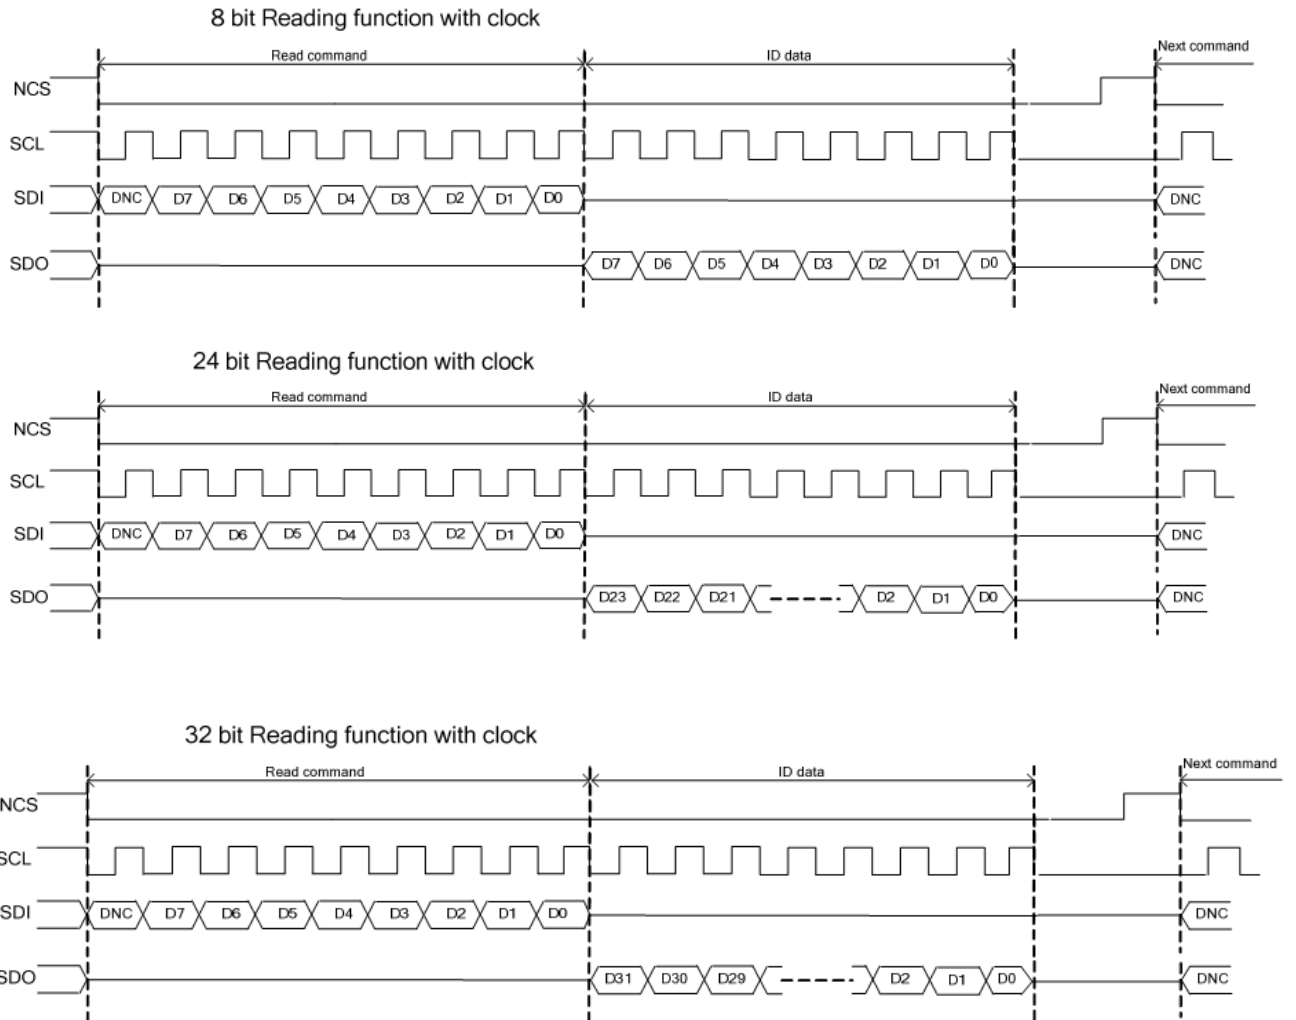 8 bit Reading function with clock
Read command ID data Next command
NCS
SCL
SDI DNC D7 D6 D5 D4 D3 D2 D1 D0 DNC
SDO D7 D6 D5 D4 D3 D2 D1 D0 DNC
24 bit Reading function with clock
Read command ID data Next command
NCS
SCL
SDI DNC D7 D6 D5 D4 D3 D2 D1 D0 DNC
SDO D23 D22 D21 D2 D1 D0 DNC
32 bit Reading function with clock
Read command ID data Next command
NCS
SCL
SDI DNC D7 D6 D5 D4 D3 D2 D1 D0 DNC
SDO D31 D30 D29 D2 D1 D0 DNC